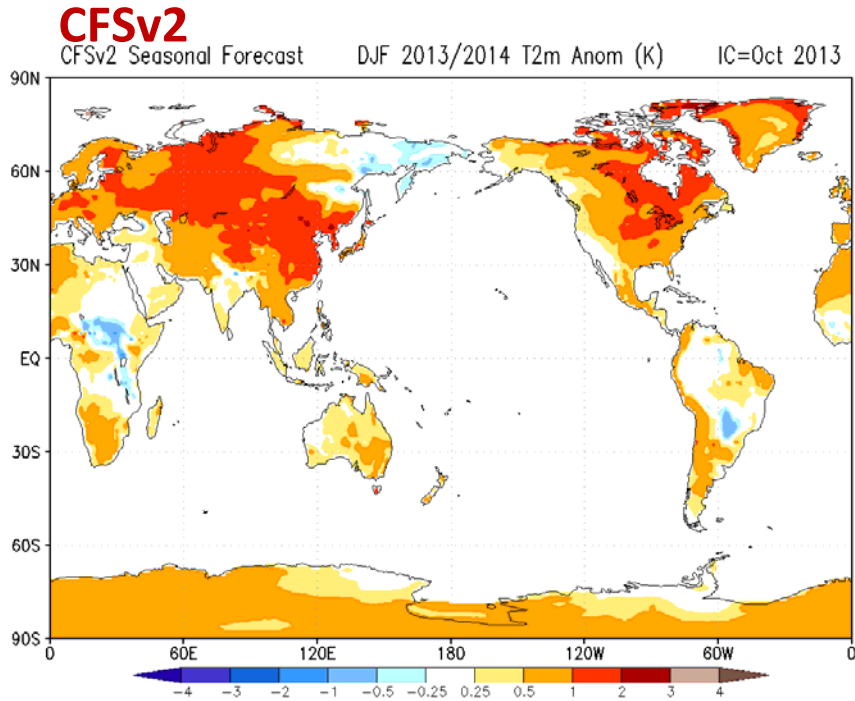 CFSv2
CFSv2 Seasonal Forecast DJF 2013/2014 T2m Anom (K) IC=Oct 2013
90N
60N
30N
EQ
30S
60S
90S
0 60E 120E 180 120W 60W 0
-4 -3 -2 -1 -0.5 -0.25 0.25 0.5 1 2 3 4